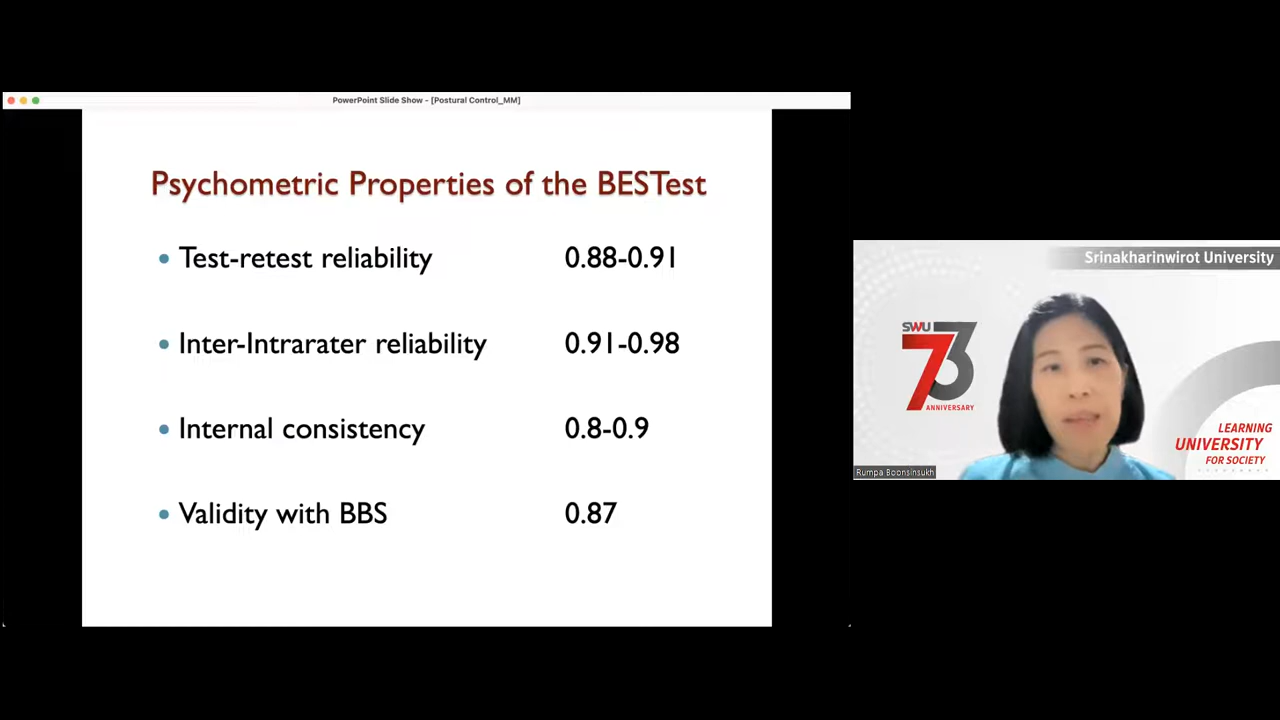 PowerPoint Slide Show - [Postural Control_MM]
Psychometric Properties of the BESTest
• Test-retest reliability 0.88-0.91
• Inter-Intrarater reliability 0.91-0.98
• Internal consistency 0.8-0.9
• Validity with BBS 0.87
Srinakharinwirot University
SWU
73
ANNIVERSARY
LEARNING
UNIVERSITY
FOR SOCIETY
Rumpa Boonsinsukh